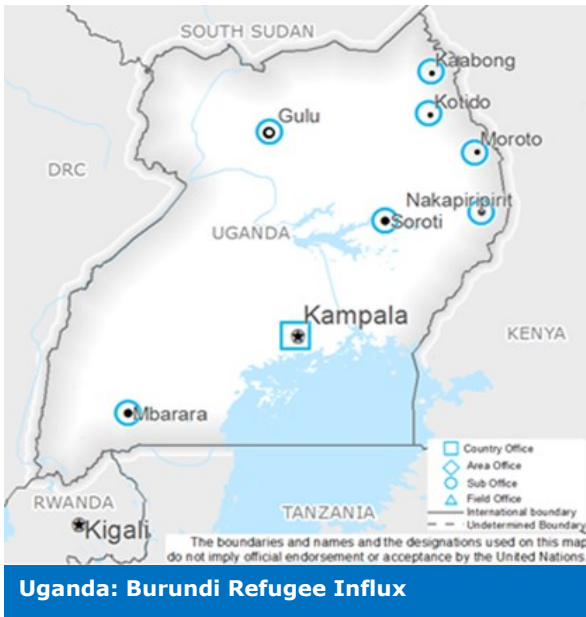 SOUTH SUDAN
Kaabong
Kotido
Gulu
Moroto
DRC
Nakapiripirit
UGANDA
Soroti
Kampala
KENYA
Mbarara
Country Office
Area Office
Sub Office
Field Office
International boundary
Undetermined Boundary
RWANDA
TANZANIA
Kigali
The boundaries and names and the designations used on this map
do not imply official endorsement or acceptance by the United Nations.
Uganda: Burundi Refugee Influx